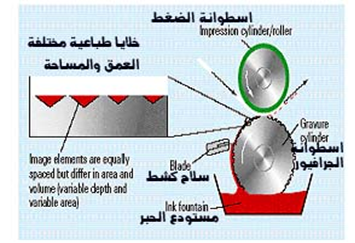 اسطوانة الضغط
Impression cylinder/roller
خلايا طباعية مختلفة
العمق والمساحة
Gravure
cylinder
اسطوانة
الجرافيور
Blade
سلاح كشط
Image elements are equally
spaced but differ in area and
volume (variable depth and
variable area)
Ink fountain
مستودع الحبر